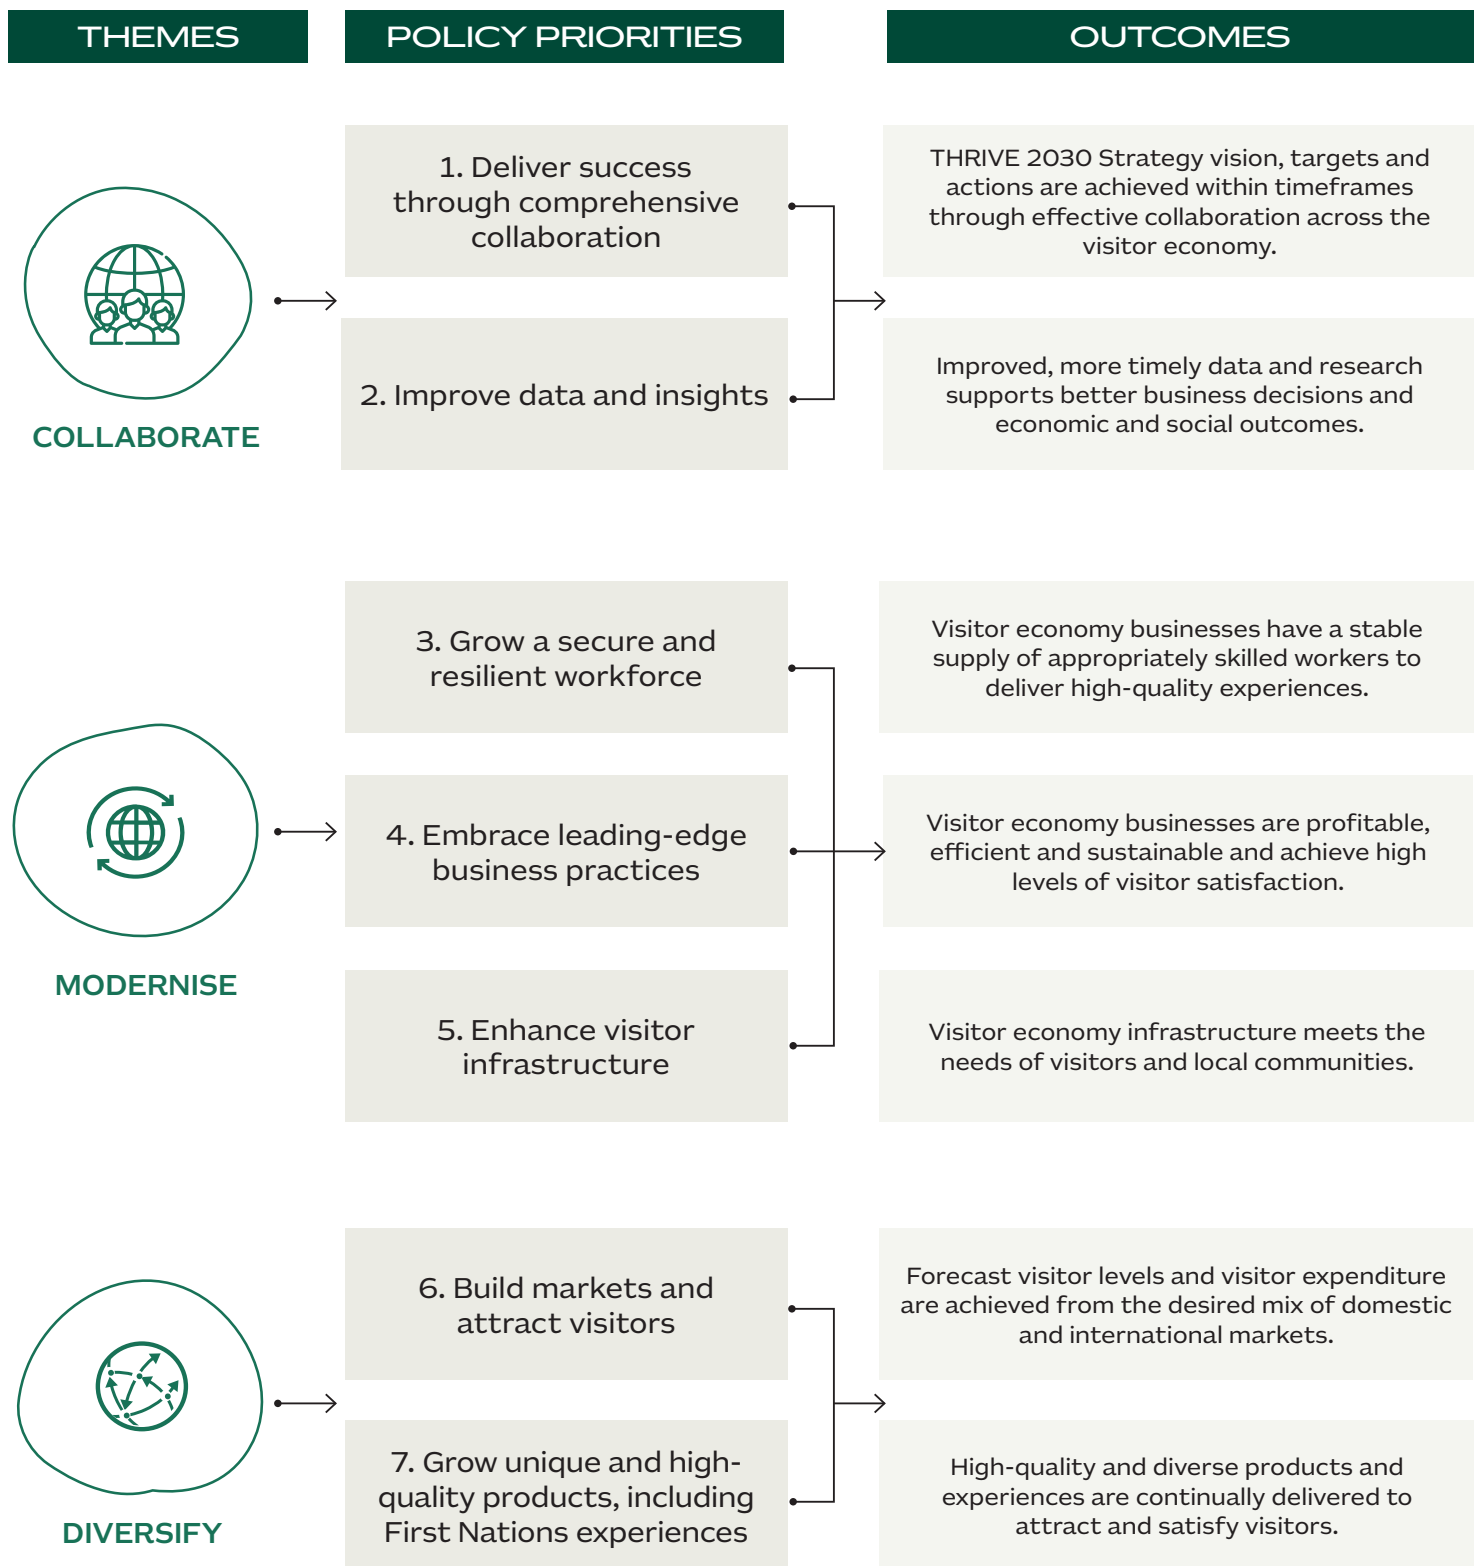 THEMES
POLICY PRIORITIES
OUTCOMES
COLLABORATE
1. Deliver success
through comprehensive
collaboration
THRIVE 2030 Strategy vision, targets and
actions are achieved within timeframes
through effective collaboration across the
visitor economy.
2. Improve data and insights
Improved, more timely data and research
supports better business decisions and
economic and social outcomes.
MODERNISE
3. Grow a secure and
resilient workforce
Visitor economy businesses have a stable
supply of appropriately skilled workers to
deliver high-quality experiences.
4. Embrace leading-edge
business practices
Visitor economy businesses are profitable,
efficient and sustainable and achieve high
levels of visitor satisfaction.
5. Enhance visitor
infrastructure
Visitor economy infrastructure meets the
needs of visitors and local communities.
DIVERSIFY
6. Build markets and
attract visitors
Forecast visitor levels and visitor expenditure
are achieved from the desired mix of domestic
and international markets.
7. Grow unique and high-
quality products, including
First Nations experiences
High-quality and diverse products and
experiences are continually delivered to
attract and satisfy visitors.